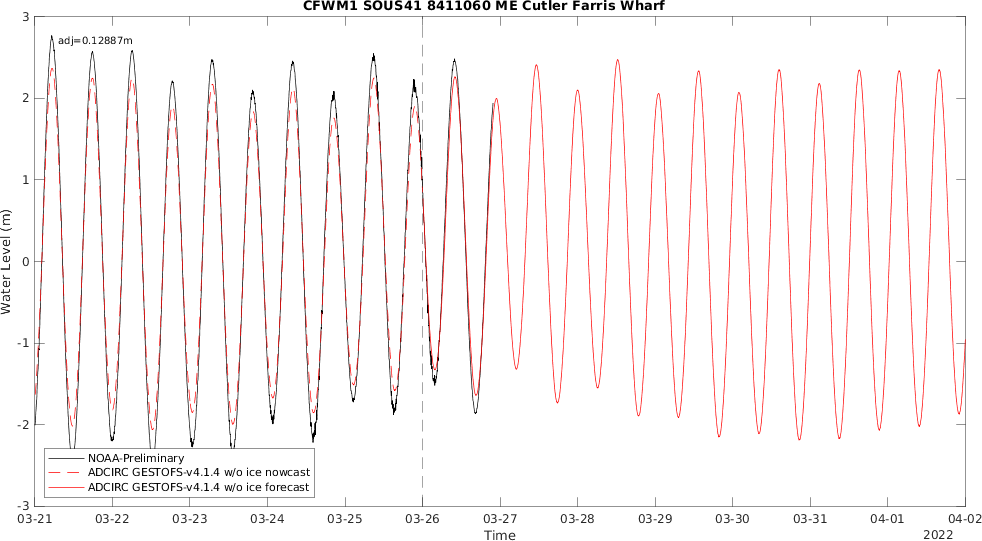 CFWM1 SOUS41 8411060 ME Cutler Farris Wharf
adj=0.12887m
3
2
1
0
-1
-2
-3
Water Level (m)
NOAA-Preliminary
ADCIRC GESTOFS-v4.1.4 w/o ice nowcast
ADCIRC GESTOFS-v4.1.4 w/o ice forecast
03-21 03-22 03-23 03-24 03-25 03-26 03-27 03-28 03-29 03-30 03-31 04-01 04-02
Time
2022